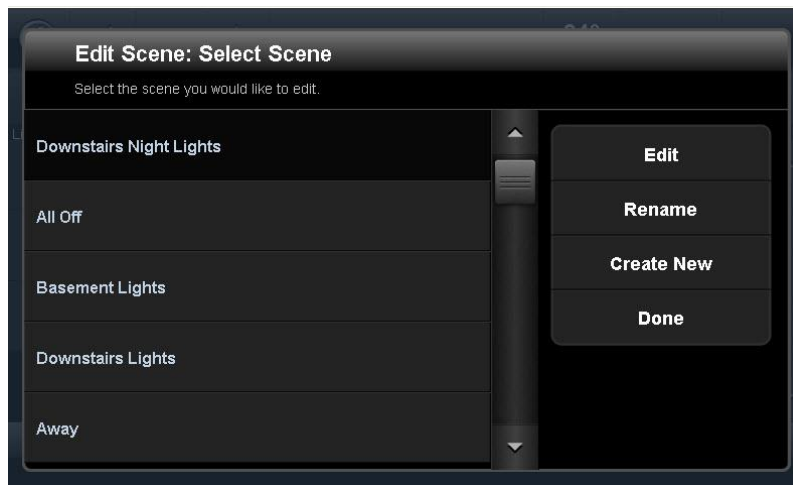 Edit Scene: Select Scene
Select the scene you would like to edit.
Downstairs Night Lights
All Off
Basement Lights
Downstairs Lights
Away
Edit
Rename
Create New
Done